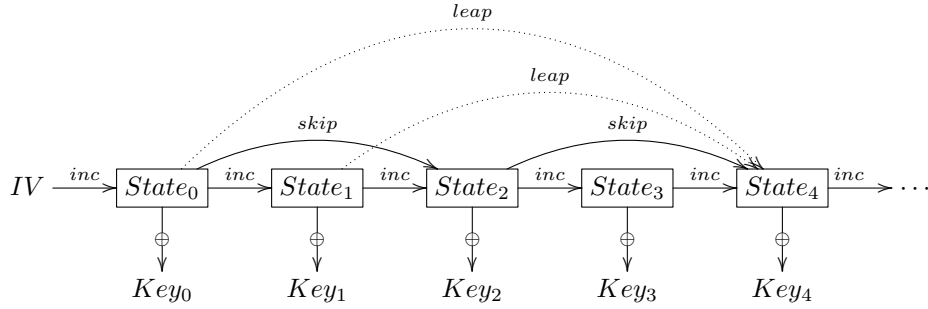 leap
leap
skip skip
IV inc State₀ inc State₁ inc State₂ inc State₃ inc State₄ inc ···
⊕ ⊕ ⊕ ⊕ ⊕
Key₀ Key₁ Key₂ Key₃ Key₄